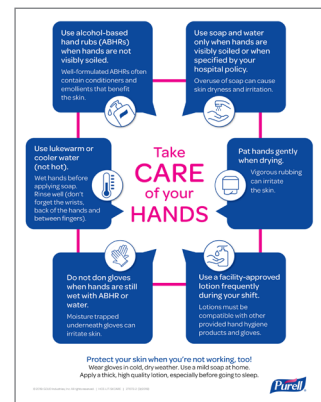 Use alcohol-based
hand rubs (ABHRs)
when hands are not
visibly soiled.
Well-formulated ABHRs often
contain conditioners and
emollients that benefit
the skin.
Use soap and water
only when hands are
visibly soiled or when
specified by your
hospital policy.
Overuse of soap can cause
skin dryness and irritation.
Use lukewarm or
cooler water
(not hot).
Wet hands before
applying soap.
Rinse well (don't
forget the wrists,
back of the hands and
between fingers).
Take
CARE
of your
HANDS
Pat hands gently
when drying.
Vigorous rubbing
can irritate
the skin.
Do not don gloves
when hands are still
wet with ABHR or
water.
Moisture trapped
underneath gloves can
irritate skin.
Use a facility-approved
lotion frequently
during your shift.
Lotions must be
compatible with other
provided hand hygiene
products and gloves.
Protect your skin when you're not working, too!
Wear gloves in cold, dry weather. Use a mild soap at home.
Apply a thick, high quality lotion, especially before going to sleep.
Purell